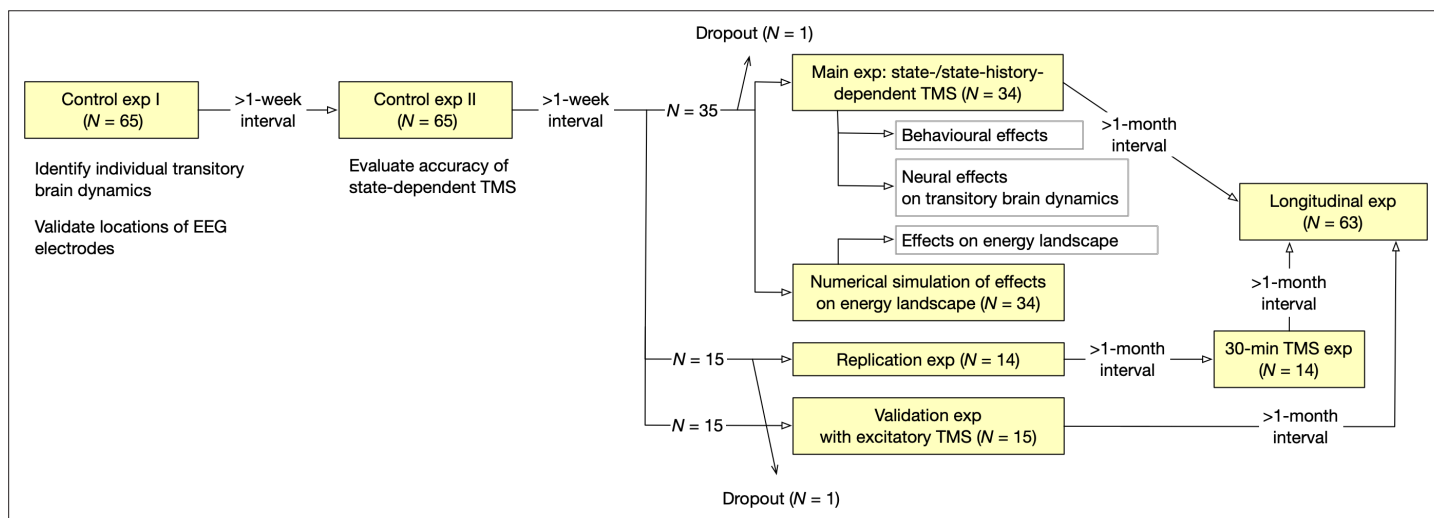 Control exp I
(N = 65)
>1-week
interval
Control exp II
(N = 65)
>1-week
interval
Identify individual transitory
brain dynamics
Validate locations of EEG
electrodes
Evaluate accuracy of
state-dependent TMS
Dropout (N = 1)
N = 35
Main exp: state-/state-history-
dependent TMS (N = 34)
Behavioural effects
Neural effects
on transitory brain dynamics
Effects on energy landscape
Numerical simulation of effects
on energy landscape (N = 34)
>1-month
interval
Longitudinal exp
(N = 63)
>1-month
interval
N = 15
Replication exp (N = 14)
>1-month
interval
30-min TMS exp
(N = 14)
N = 15
Validation exp
with excitatory TMS (N = 15)
>1-month
interval
Dropout (N = 1)